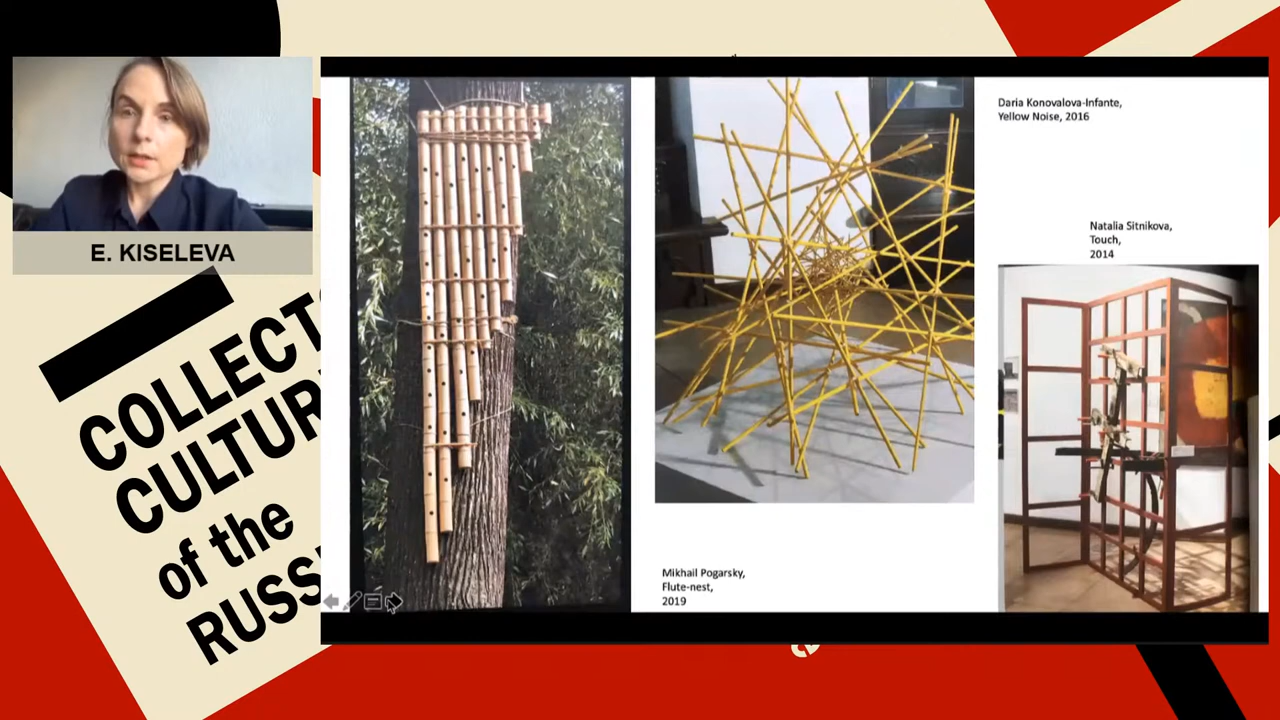 E. KISELEVA
COLLECT
CULTUR
of the
RUSS
Daria Konovalova-Infante,
Yellow Noise, 2016
Natalia Sitnikova,
Touch,
2014
Mikhail Pogarsky,
Flute-nest,
2019